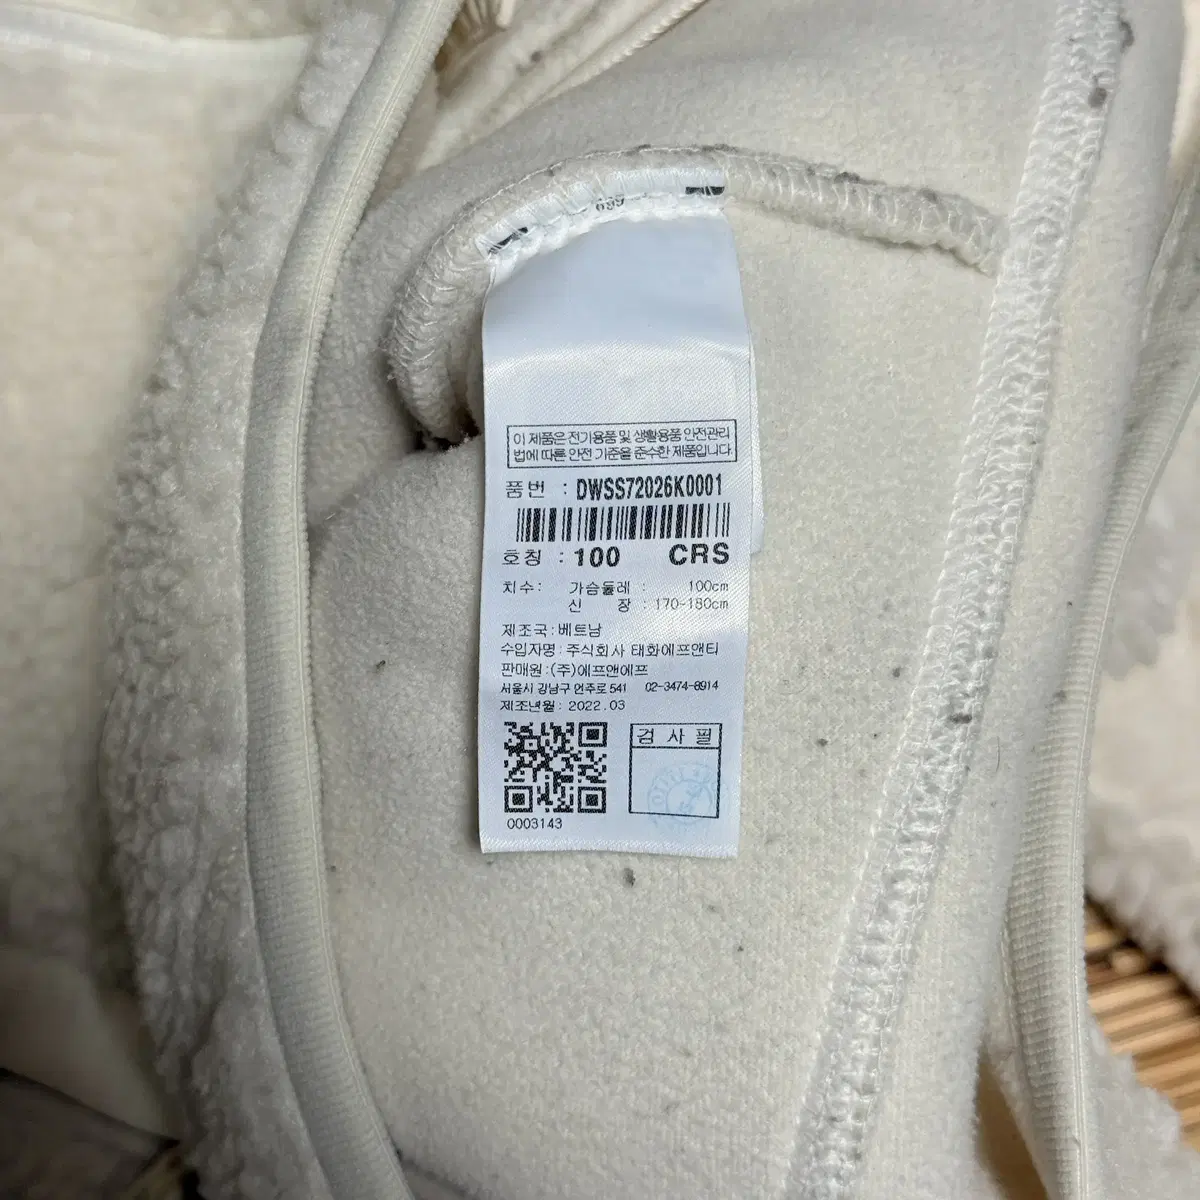 699
이 제품은 전기용품 및 생활용품 안전관리
법에 따른 안전 기준을 준수한 제품입니다.
품번 : DWSS72026K0001
호칭 : 100 CRS
치수: 가슴둘레 : 100cm
신 장 : 170-180cm
제조국: 베트남
수입자명: 주식회사 태화에프앤티
판매원: (주)에프앤에프
서울시 강남구 언주로 541 02-3474-8914
제조년월: 2022.03
검사필
0003143